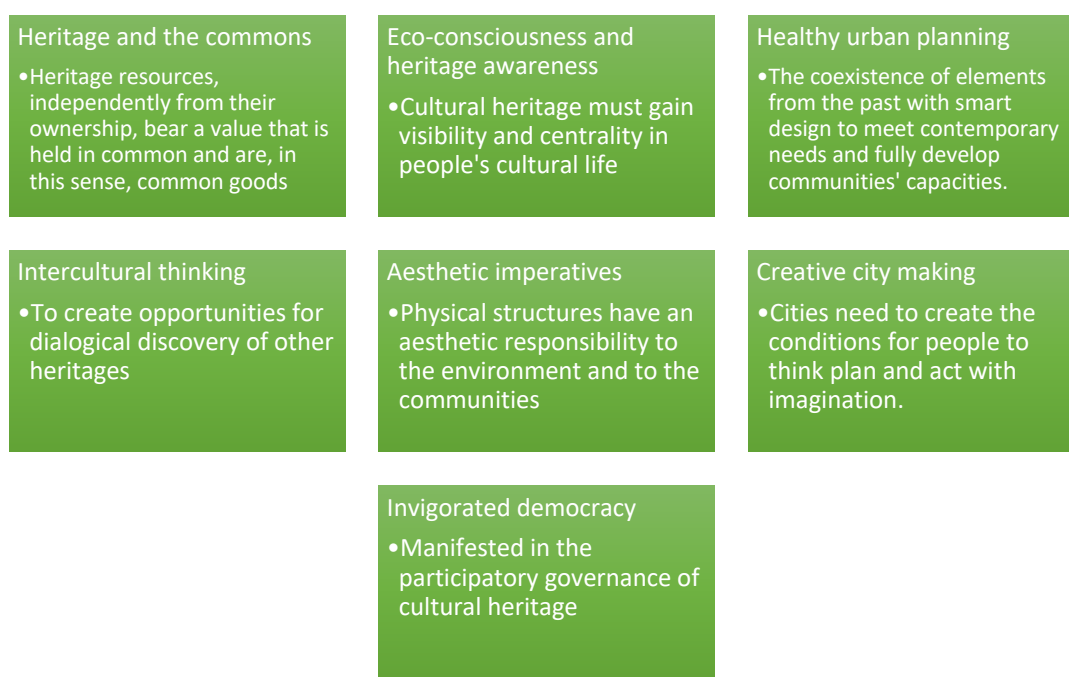 Heritage and the commons
•Heritage resources,
independently from their
ownership, bear a value that is
held in common and are, in
this sense, common goods
Eco-consciousness and
heritage awareness
•Cultural heritage must gain
visibility and centrality in
people's cultural life
Healthy urban planning
•The coexistence of elements
from the past with smart
design to meet contemporary
needs and fully develop
communities' capacities.
Intercultural thinking
•To create opportunities for
dialogical discovery of other
heritages
Aesthetic imperatives
•Physical structures have an
aesthetic responsibility to
the environment and to the
communities
Creative city making
•Cities need to create the
conditions for people to
think plan and act with
imagination.
Invigorated democracy
•Manifested in the
participatory governance of
cultural heritage